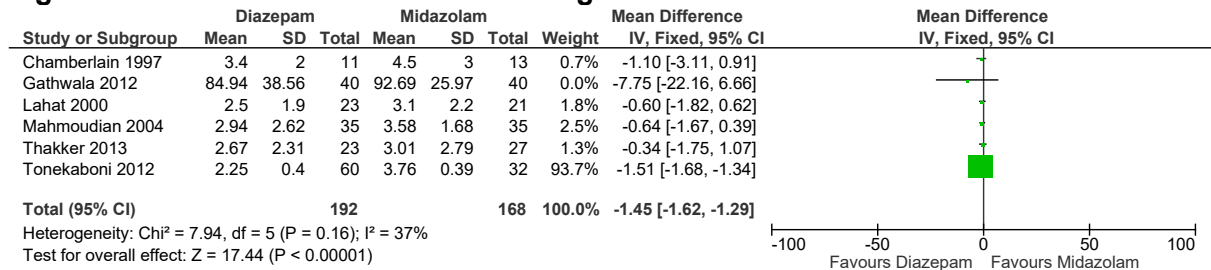 Diazepam Midazolam Mean Difference Mean Difference
Study or Subgroup Mean SD Total Mean SD Total Weight IV, Fixed, 95% CI IV, Fixed, 95% CI
Chamberlain 1997 3.4 2 11 4.5 3 13 0.7% -1.10 [-3.11, 0.91]
Gathwala 2012 84.94 38.56 40 92.69 25.97 40 0.0% -7.75 [-22.16, 6.66]
Lahat 2000 2.5 1.9 23 3.1 2.2 21 1.8% -0.60 [-1.82, 0.62]
Mahmoudian 2004 2.94 2.62 35 3.58 1.68 35 2.5% -0.64 [-1.67, 0.39]
Thakker 2013 2.67 2.31 23 3.01 2.79 27 1.3% -0.34 [-1.75, 1.07]
Tonekaboni 2012 2.25 0.4 60 3.76 0.39 32 93.7% -1.51 [-1.68, -1.34]
Total (95% CI) 192 168 100.0% -1.45 [-1.62, -1.29]
Heterogeneity: Chi² = 7.94, df = 5 (P = 0.16); I² = 37%
Test for overall effect: Z = 17.44 (P < 0.00001)
-100 -50 0 50 100
Favours Diazepam Favours Midazolam